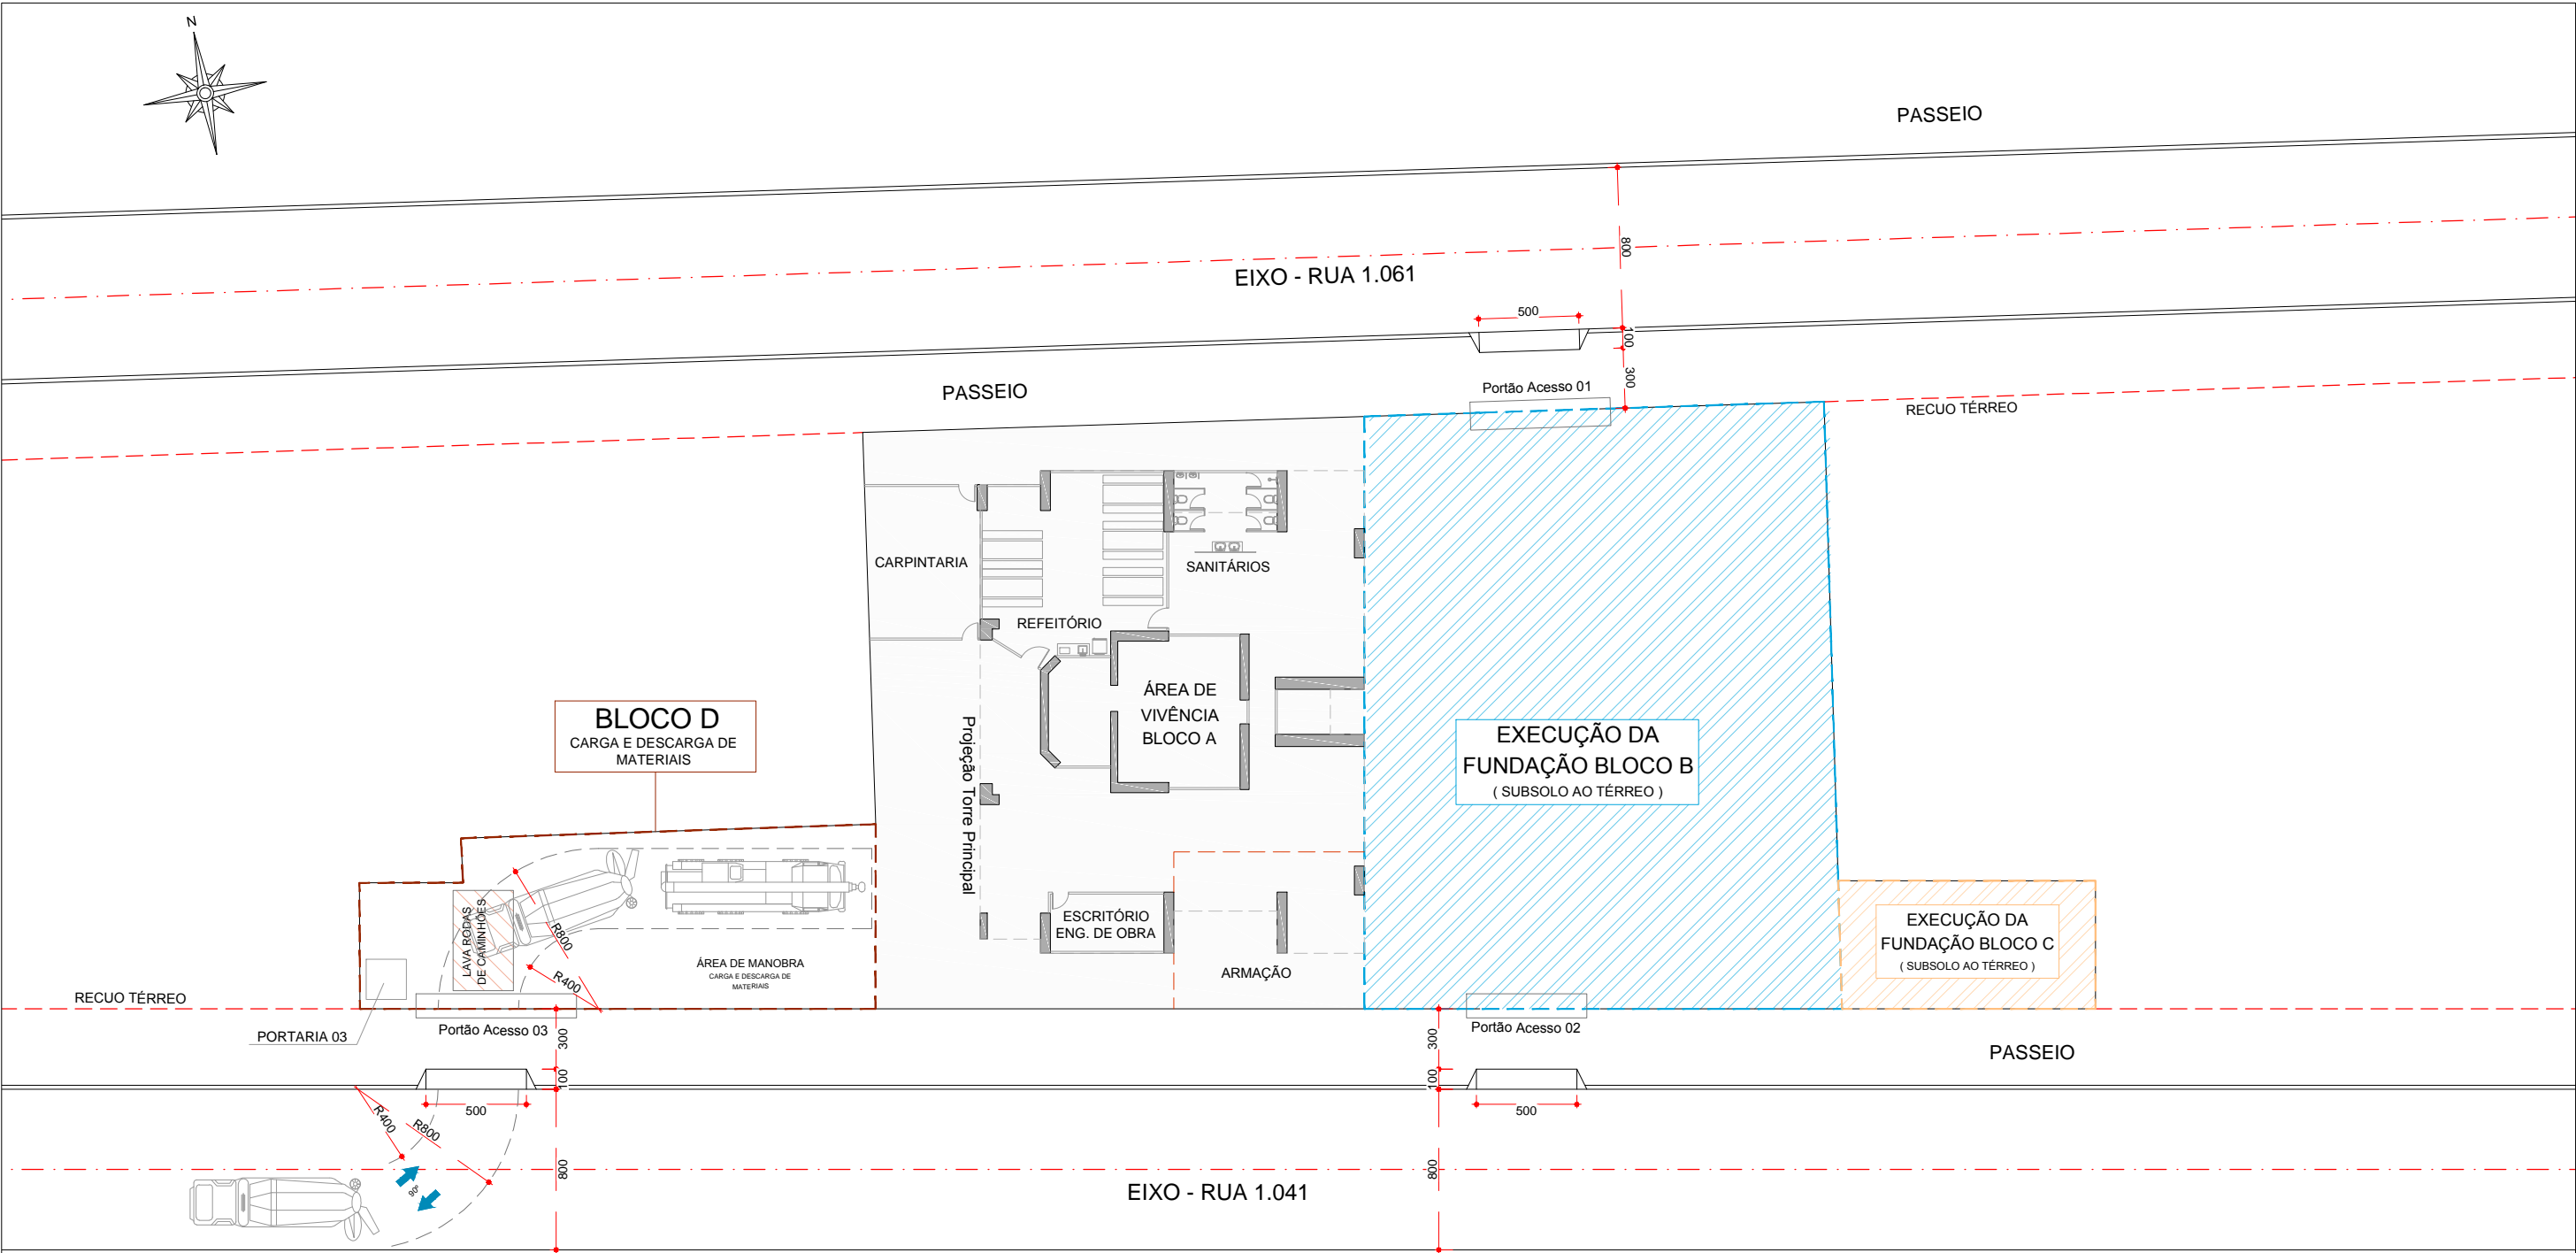 N
PASSEIO
800
EIXO - RUA 1.061
500
100
300
Portão Acesso 01
PASSEIO
RECUO TÉRREO
CARPINTARIA
SANITÁRIOS
REFEITÓRIO
ÁREA DE
VIVÊNCIA
BLOCO A
Projeção Torre Principal
BLOCO D
CARGA E DESCARGA DE
MATERIAIS
EXECUÇÃO DA
FUNDAÇÃO BLOCO B
( SUBSOLO AO TÉRREO )
LAVA RODAS
DE CAMINHÕES
R800
R400
ÁREA DE MANOBRA
CARGA E DESCARGA DE
MATERIAIS
ESCRITÓRIO
ENG. DE OBRA
ARMAÇÃO
EXECUÇÃO DA
FUNDAÇÃO BLOCO C
( SUBSOLO AO TÉRREO )
RECUO TÉRREO
PORTARIA 03
Portão Acesso 03
300
100
Portão Acesso 02
300
100
PASSEIO
500
500
R400
R800
90°
800
800
EIXO - RUA 1.041